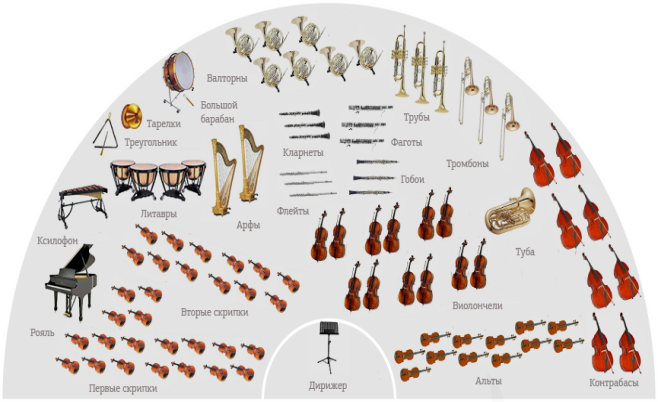 Валторны
Большой
барабан
Тарелки
Треугольник
Трубы
Кларнеты
Фаготы
Тромбоны
Гобои
Литавры
Арфы
Флейты
Ксилофон
Туба
Вторые скрипки
Виолончели
Рояль
Первые скрипки
Дирижер
Альты
Контрабасы